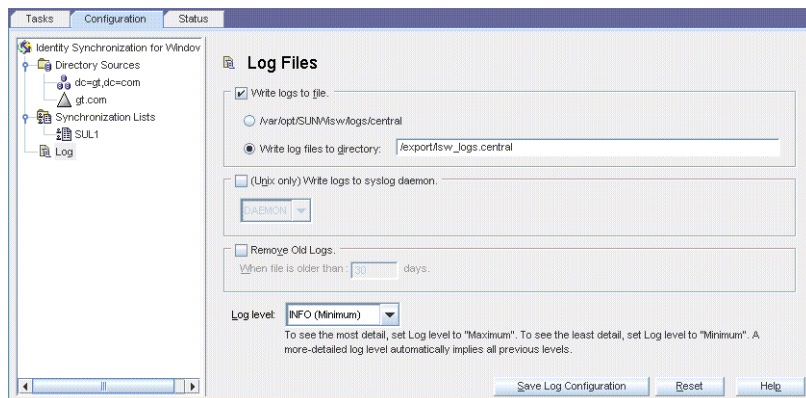 Tasks
Configuration
Status
Identity Synchronization for Window
Directory Sources
dc=gt,dc=com
gt.com
Synchronization Lists
SUL1
Log
Log Files
Write logs to file.
/var/opt/SUNWisw/logs/central
Write log files to directory: /export/isw_logs.central
(Unix only) Write logs to syslog daemon.
DAEMON
Remove Old Logs.
When file is older than: 30 days.
Log level: INFO (Minimum)
To see the most detail, set Log level to "Maximum". To see the least detail, set Log level to "Minimum". A
more-detailed log level automatically implies all previous levels.
Save Log Configuration
Reset
Help